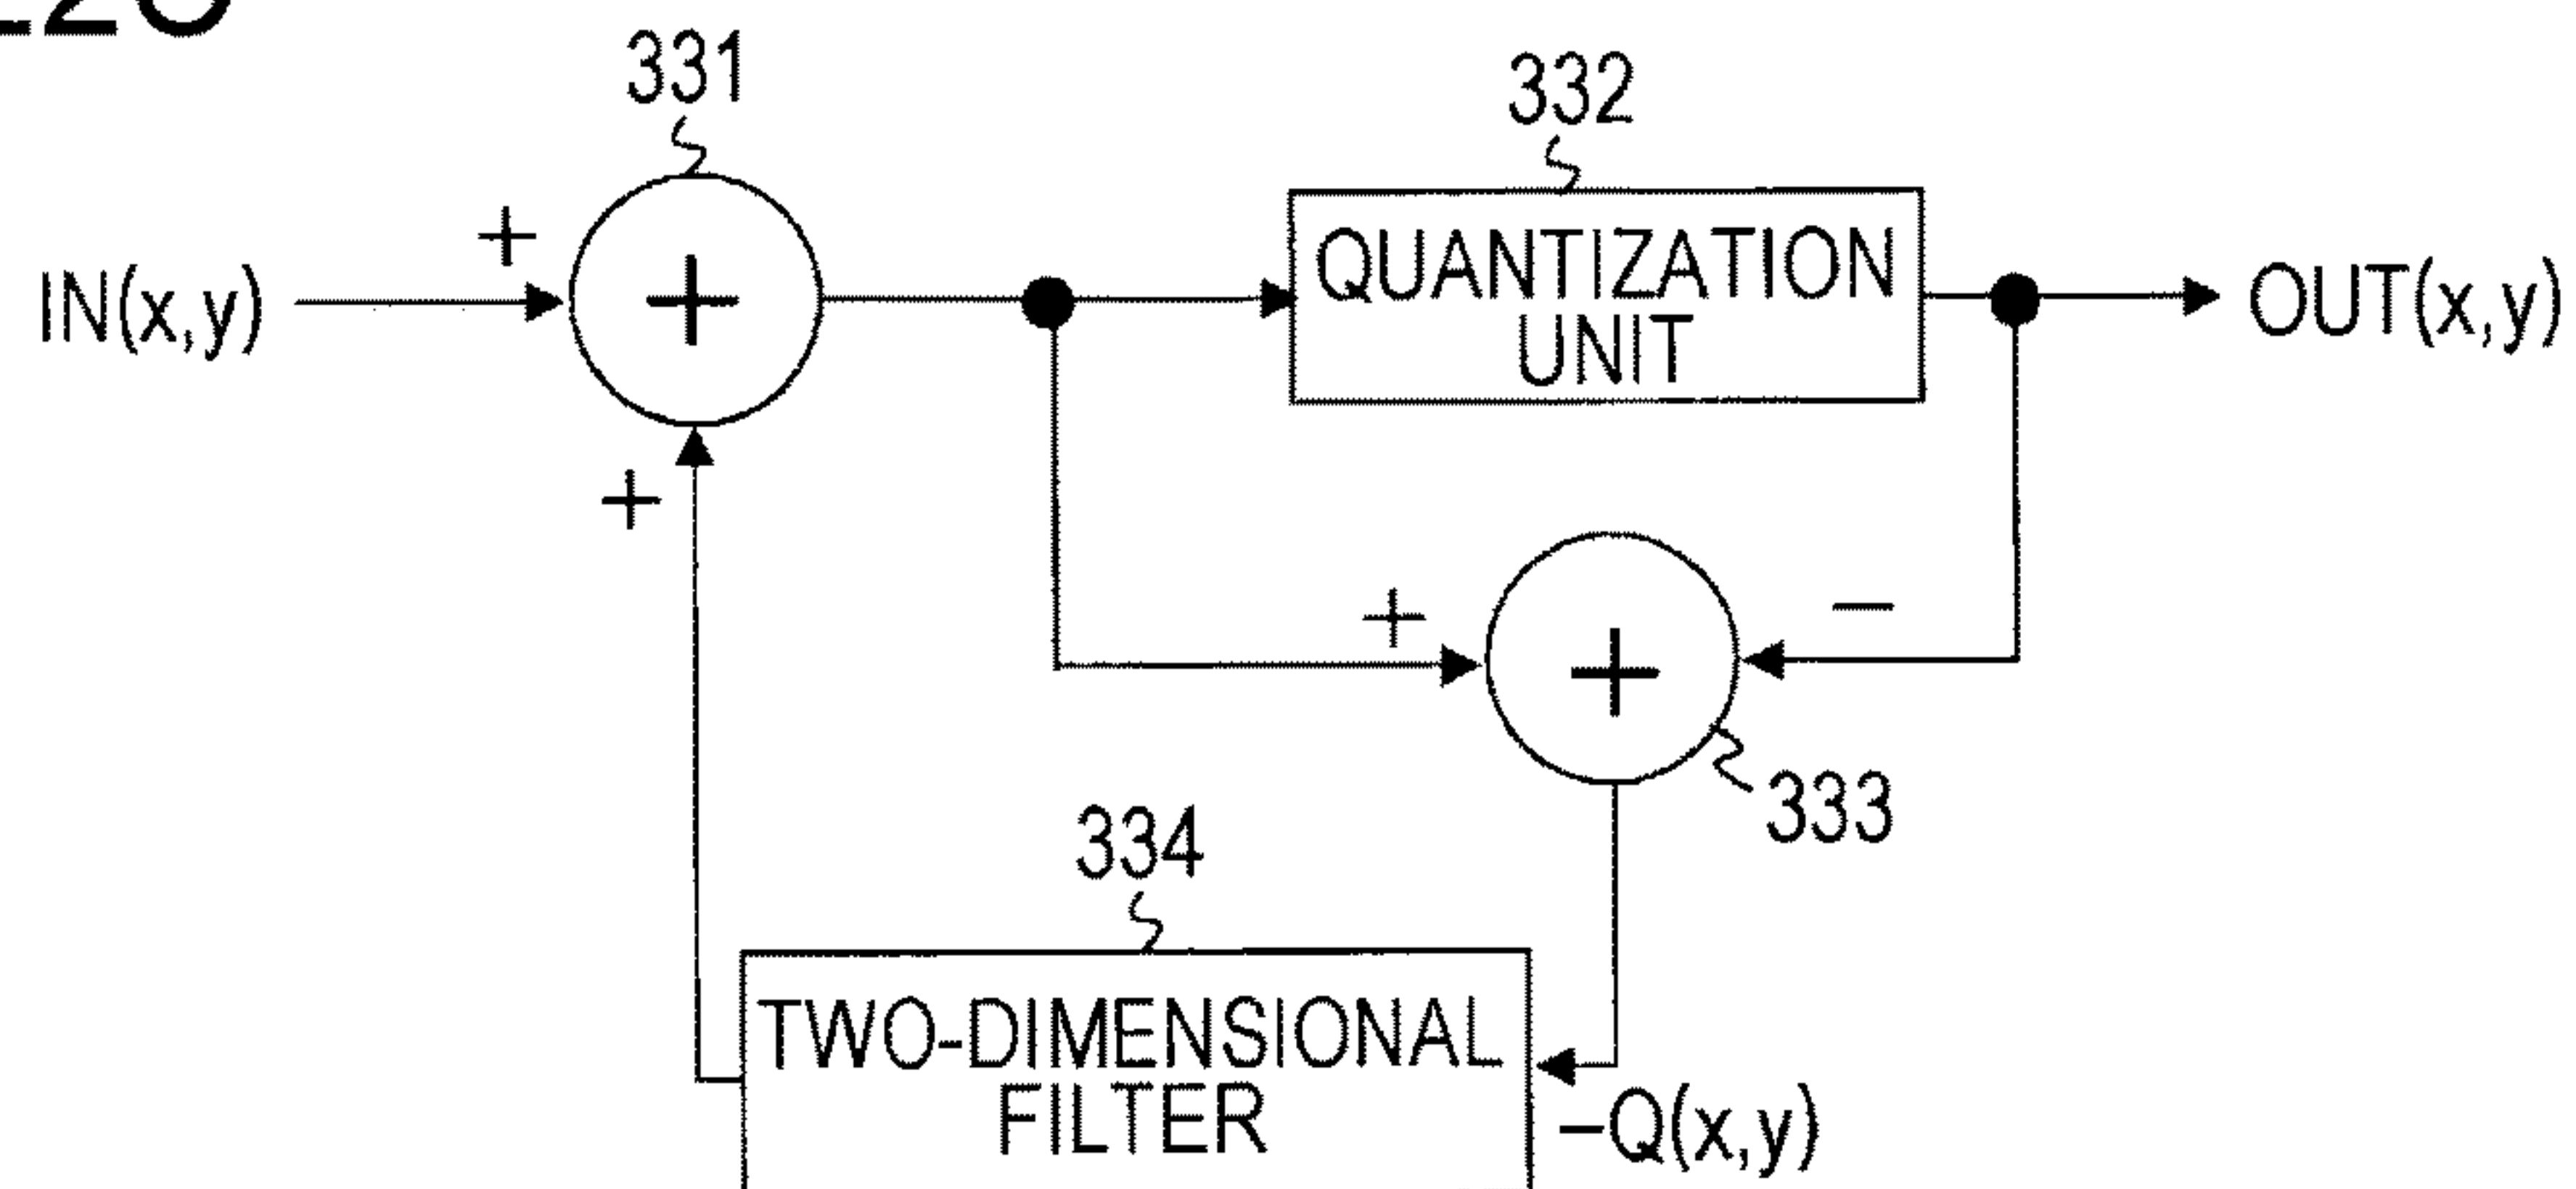 331
332
+
IN(x,y)
+
QUANTIZATION
UNIT
OUT(x,y)
+
+
−
+
333
334
TWO-DIMENSIONAL
FILTER
−Q(x,y)